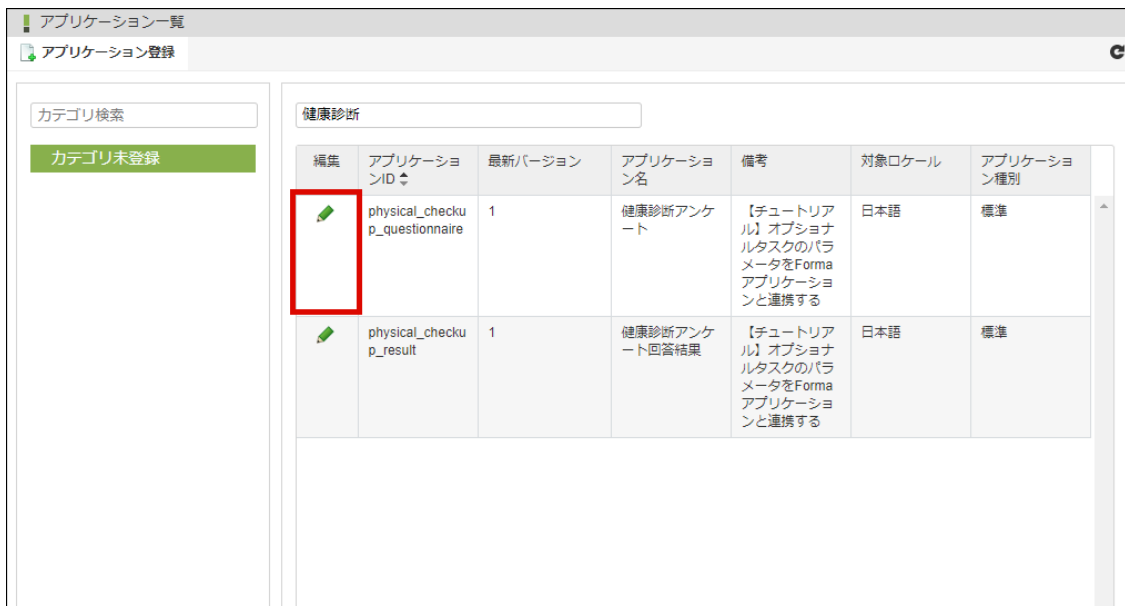 アプリケーション一覧
アプリケーション登録
カテゴリ検索
カテゴリ未登録
健康診断
編集
アプリケーショ
ンID
最新バージョン
アプリケーショ
ン名
備考
対象ロケール
アプリケーショ
ン種別
physical_checku
p_questionnaire
1
健康診断アンケ
ート
【チュートリア
ル】オプショナ
ルタスクのパラ
メータをForma
アプリケーショ
ンと連携する
日本語
標準
physical_checku
p_result
1
健康診断アンケ
ート回答結果
【チュートリア
ル】オプショナ
ルタスクのパラ
メータをForma
アプリケーショ
ンと連携する
日本語
標準